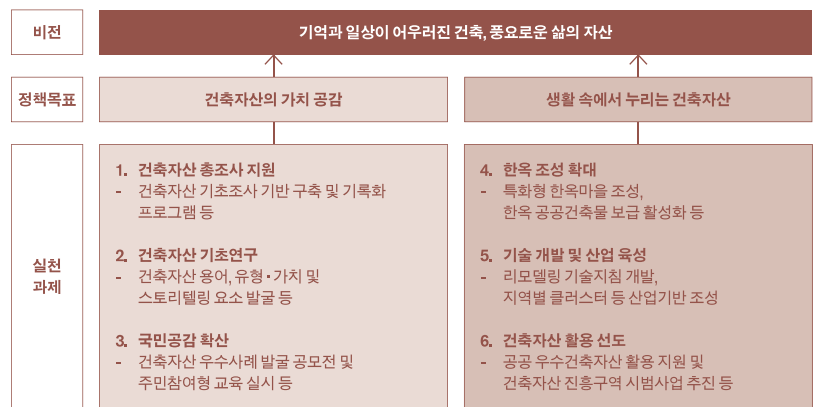 비전
기억과 일상이 어우러진 건축, 풍요로운 삶의 자산
정책목표
건축자산의 가치 공감
생활 속에서 누리는 건축자산
실천
과제
1. 건축자산 총조사 지원
- 건축자산 기초조사 기반 구축 및 기록화
프로그램 등
2. 건축자산 기초연구
- 건축자산 용어, 유형·가치 및
스토리텔링 요소 발굴 등
3. 국민공감 확산
- 건축자산 우수사례 발굴 공모전 및
주민참여형 교육 실시 등
4. 한옥 조성 확대
- 특화형 한옥마을 조성,
한옥 공공건축물 보급 활성화 등
5. 기술 개발 및 산업 육성
- 리모델링 기술지침 개발,
지역별 클러스터 등 산업기반 조성
6. 건축자산 활용 선도
- 공공 우수건축자산 활용 지원 및
건축자산 진흥구역 시범사업 추진 등